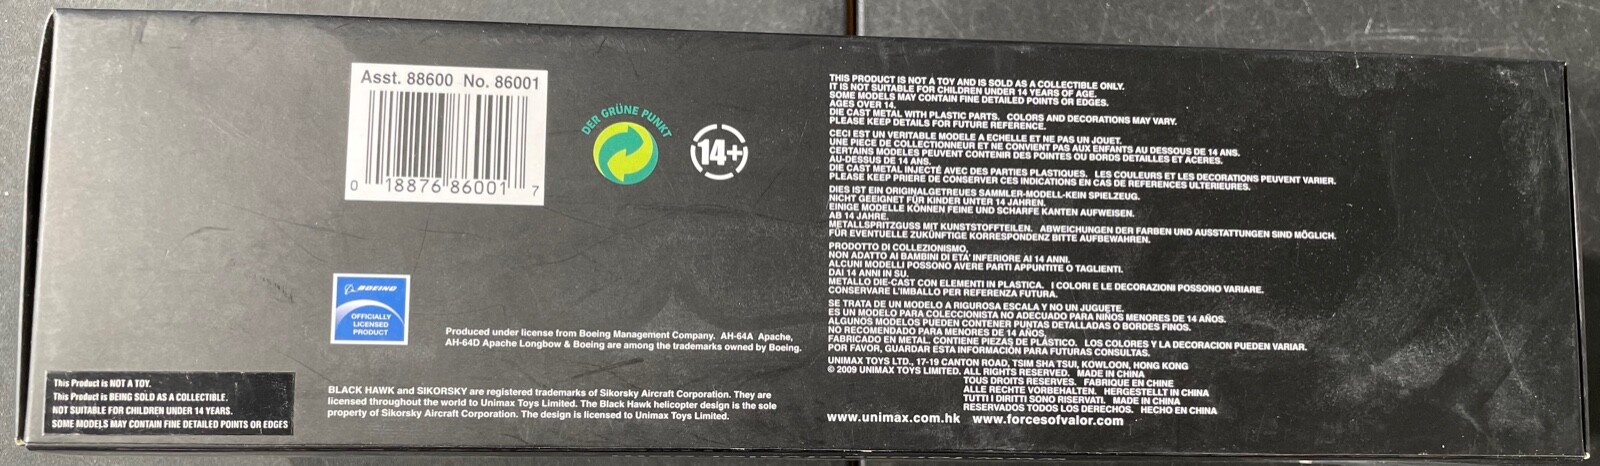 Asst. 88600 No. 86001
0 18876 86001 7
DER GRÜNE PUNKT
14+
BOEING
OFFICIALLY
LICENSED
PRODUCT
Produced under license from Boeing Management Company. AH-64A Apache,
AH-64D Apache Longbow & Boeing are among the trademarks owned by Boeing.
This Product is NOT A TOY.
This Product is BEING SOLD AS A COLLECTIBLE.
NOT SUITABLE FOR CHILDREN UNDER 14 YEARS.
SOME MODELS MAY CONTAIN FINE DETAILED POINTS OR EDGES
BLACK HAWK and SIKORSKY are registered trademarks of Sikorsky Aircraft Corporation. They are
licensed throughout the world to Unimax Toys Limited. The Black Hawk helicopter design is the sole
property of Sikorsky Aircraft Corporation. The design is licensed to Unimax Toys Limited.
THIS PRODUCT IS NOT A TOY AND IS SOLD AS A COLLECTIBLE ONLY.
IT IS NOT SUITABLE FOR CHILDREN UNDER 14 YEARS OF AGE.
SOME MODELS MAY CONTAIN FINE DETAILED POINTS OR EDGES.
AGES OVER 14.
DIE CAST METAL WITH PLASTIC PARTS. COLORS AND DECORATIONS MAY VARY.
PLEASE KEEP DETAILS FOR FUTURE REFERENCE.
CECI EST UN VERITABLE MODELE A ECHELLE ET NE PAS UN JOUET.
UNE PIECE DE COLLECTIONNEUR ET NE CONVIENT PAS AUX ENFANTS AU DESSOUS DE 14 ANS.
CERTAINS MODELES PEUVENT CONTENIR DES POINTES OU BORDS DETAILLES ET ACERES.
AU-DESSUS DE 14 ANS.
DIE CAST METAL INJECTÉ AVEC DES PARTIES PLASTIQUES. LES COULEURS ET LES DECORATIONS PEUVENT VARIER.
PLEASE KEEP PRIERE DE CONSERVER CES INDICATIONS EN CAS DE REFERENCES ULTERIEURES.
DIES IST EIN ORIGINALGETREUES SAMMLER-MODELL-KEIN SPIELZEUG.
NICHT GEEIGNET FÜR KINDER UNTER 14 JAHREN.
EINIGE MODELLE KÖNNEN FEINE UND SCHARFE KANTEN AUFWEISEN.
AB 14 JAHRE.
METALLSPRITZGUSS MIT KUNSTSTOFFTEILEN. ABWEICHUNGEN DER FARBEN UND AUSSTATTUNGEN SIND MÖGLICH.
FÜR EVENTUELLE ZUKÜNFTIGE KORRESPONDENZ BITTE AUFBEWAHREN.
PRODOTTO DI COLLEZIONISMO,
NON ADATTO AI BAMBINI DI ETA' INFERIORE AI 14 ANNI.
ALCUNI MODELLI POSSONO AVERE PARTI APPUNTITE O TAGLIENTI.
DAI 14 ANNI IN SU.
METALLO DIE-CAST CON ELEMENTI IN PLASTICA. I COLORI E LE DECORAZIONI POSSONO VARIARE.
CONSERVARE L'IMBALLO PER REFERENZA FUTURA.
SE TRATA DE UN MODELO A RIGUROSA ESCALA Y NO UN JUGUETE.
ES UN MODELO PARA COLECCIONISTA NO ADECUADO PARA NIÑOS MENORES DE 14 AÑOS.
ALGUNOS MODELOS PUEDEN CONTENER PUNTAS DETALLADAS O BORDES FINOS.
NO RECOMENDADO PARA MENORES DE 14 AÑOS.
FABRICADO EN METAL. CONTIENE PIEZAS DE PLÁSTICO. LOS COLORES Y LA DECORACION PUEDEN VARIAR.
POR FAVOR, GUARDAR ESTA INFORMACIÓN PARA FUTURAS CONSULTAS.
UNIMAX TOYS LTD., 17-19 CANTON ROAD, TSIM SHA TSUI, KOWLOON, HONG KONG
© 2009 UNIMAX TOYS LIMITED. ALL RIGHTS RESERVED. MADE IN CHINA
TOUS DROITS RESERVES. FABRIQUE EN CHINE
ALLE RECHTE VORBEHALTEN. HERGESTELLT IN CHINA
TUTTI I DIRITTI SONO RISERVATI. MADE IN CHINA
RESERVADOS TODOS LOS DERECHOS. HECHO EN CHINA
www.unimax.com.hk www.forcesofvalor.com